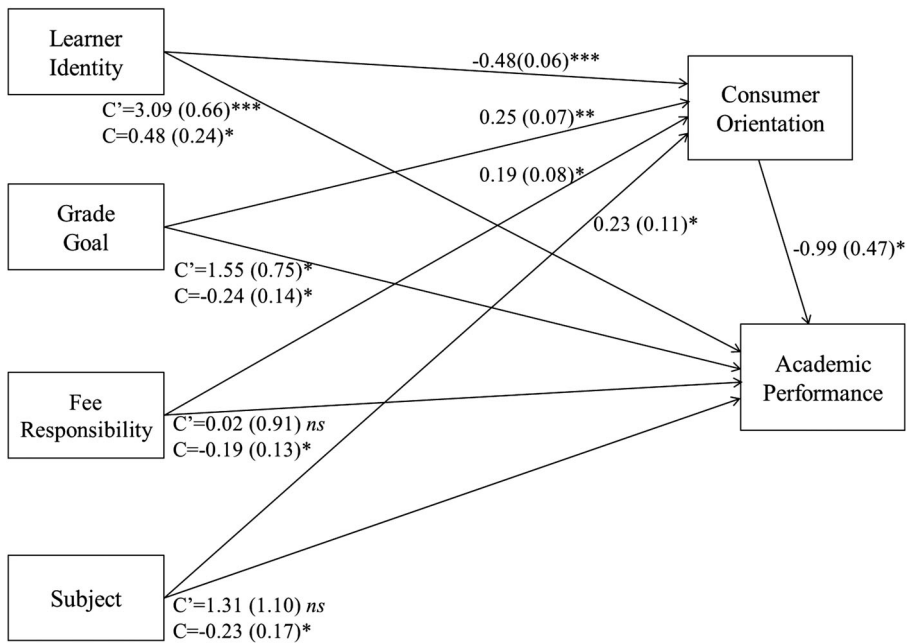 Learner
Identity
-0.48(0.06)***
Consumer
Orientation
C’=3.09 (0.66)***
C=0.48 (0.24)*
0.25 (0.07)**
0.19 (0.08)*
Grade
Goal
0.23 (0.11)*
-0.99 (0.47)*
C’=1.55 (0.75)*
C=-0.24 (0.14)*
Academic
Performance
Fee
Responsibility
C’=0.02 (0.91) ns
C=-0.19 (0.13)*
Subject
C’=1.31 (1.10) ns
C=-0.23 (0.17)*